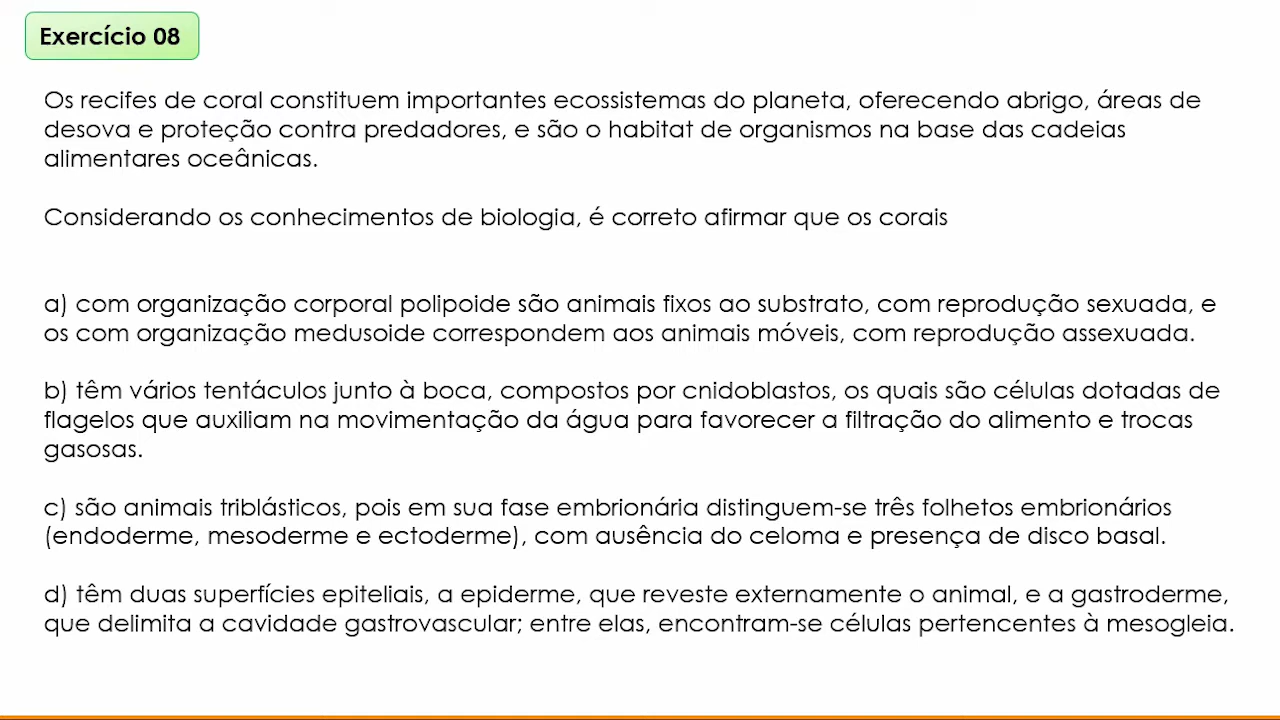 Exercício 08
Os recifes de coral constituem importantes ecossistemas do planeta, oferecendo abrigo, áreas de
desova e proteção contra predadores, e são o habitat de organismos na base das cadeias
alimentares oceânicas.
Considerando os conhecimentos de biologia, é correto afirmar que os corais
a) com organização corporal polipoide são animais fixos ao substrato, com reprodução sexuada, e
os com organização medusoide correspondem aos animais móveis, com reprodução assexuada.
b) têm vários tentáculos junto à boca, compostos por cnidoblastos, os quais são células dotadas de
flagelos que auxiliam na movimentação da água para favorecer a filtração do alimento e trocas
gasosas.
c) são animais triblásticos, pois em sua fase embrionária distinguem-se três folhetos embrionários
(endoderme, mesoderme e ectoderme), com ausência do celoma e presença de disco basal.
d) têm duas superfícies epiteliais, a epiderme, que reveste externamente o animal, e a gastroderme,
que delimita a cavidade gastrovascular; entre elas, encontram-se células pertencentes à mesogleia.